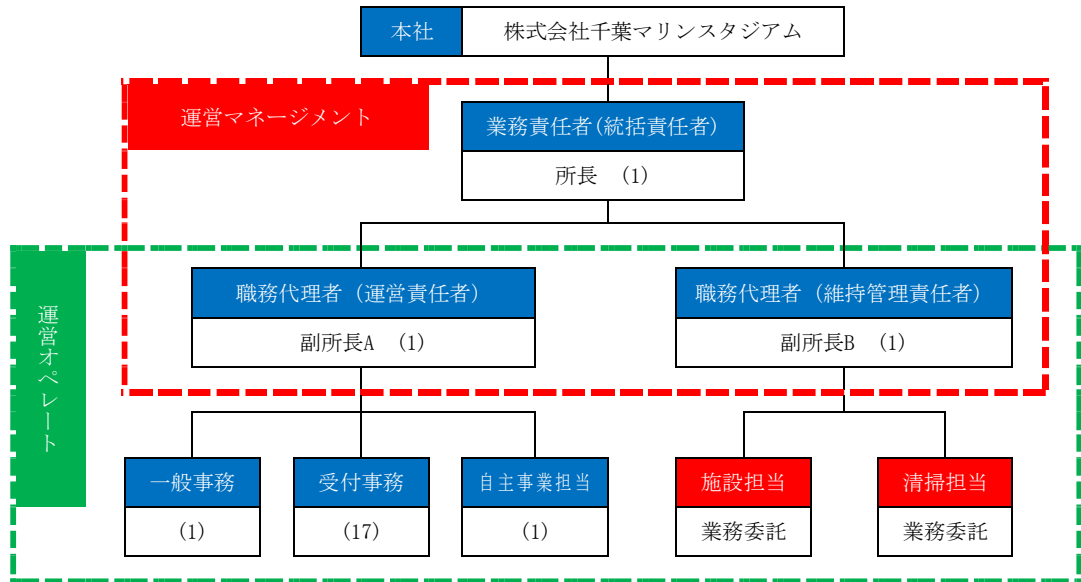 本社
株式会社千葉マリンスタジアム
運営マネージメント
業務責任者(統括責任者)
所長 (1)
運営オペレート
職務代理者 (運営責任者)
副所長A (1)
職務代理者 (維持管理責任者)
副所長B (1)
一般事務
(1)
受付事務
(17)
自主事業担当
(1)
施設担当
業務委託
清掃担当
業務委託